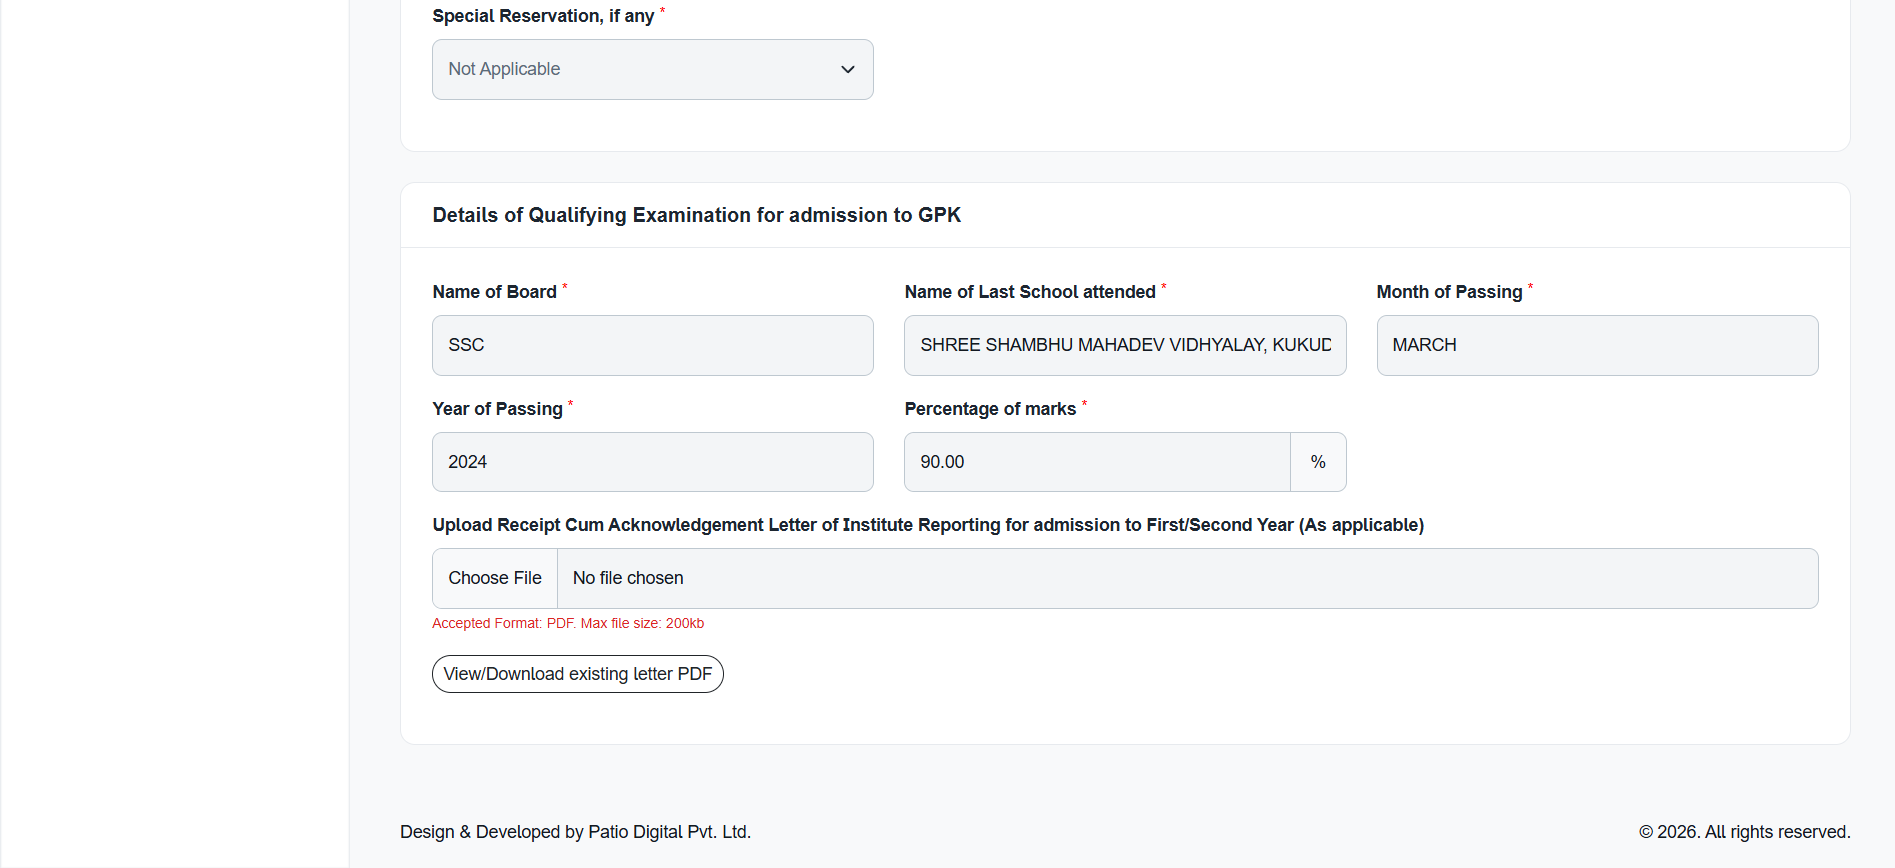 Special Reservation, if any *
Not Applicable
Details of Qualifying Examination for admission to GPK
Name of Board *
Name of Last School attended *
Month of Passing *
SSC
SHREE SHAMBHU MAHADEV VIDHYALAY, KUKUD
MARCH
Year of Passing *
Percentage of marks *
2024
90.00
%
Upload Receipt Cum Acknowledgement Letter of Institute Reporting for admission to First/Second Year (As applicable)
Choose File
No file chosen
Accepted Format: PDF. Max file size: 200kb
View/Download existing letter PDF
Design & Developed by Patio Digital Pvt. Ltd.
© 2026. All rights reserved.